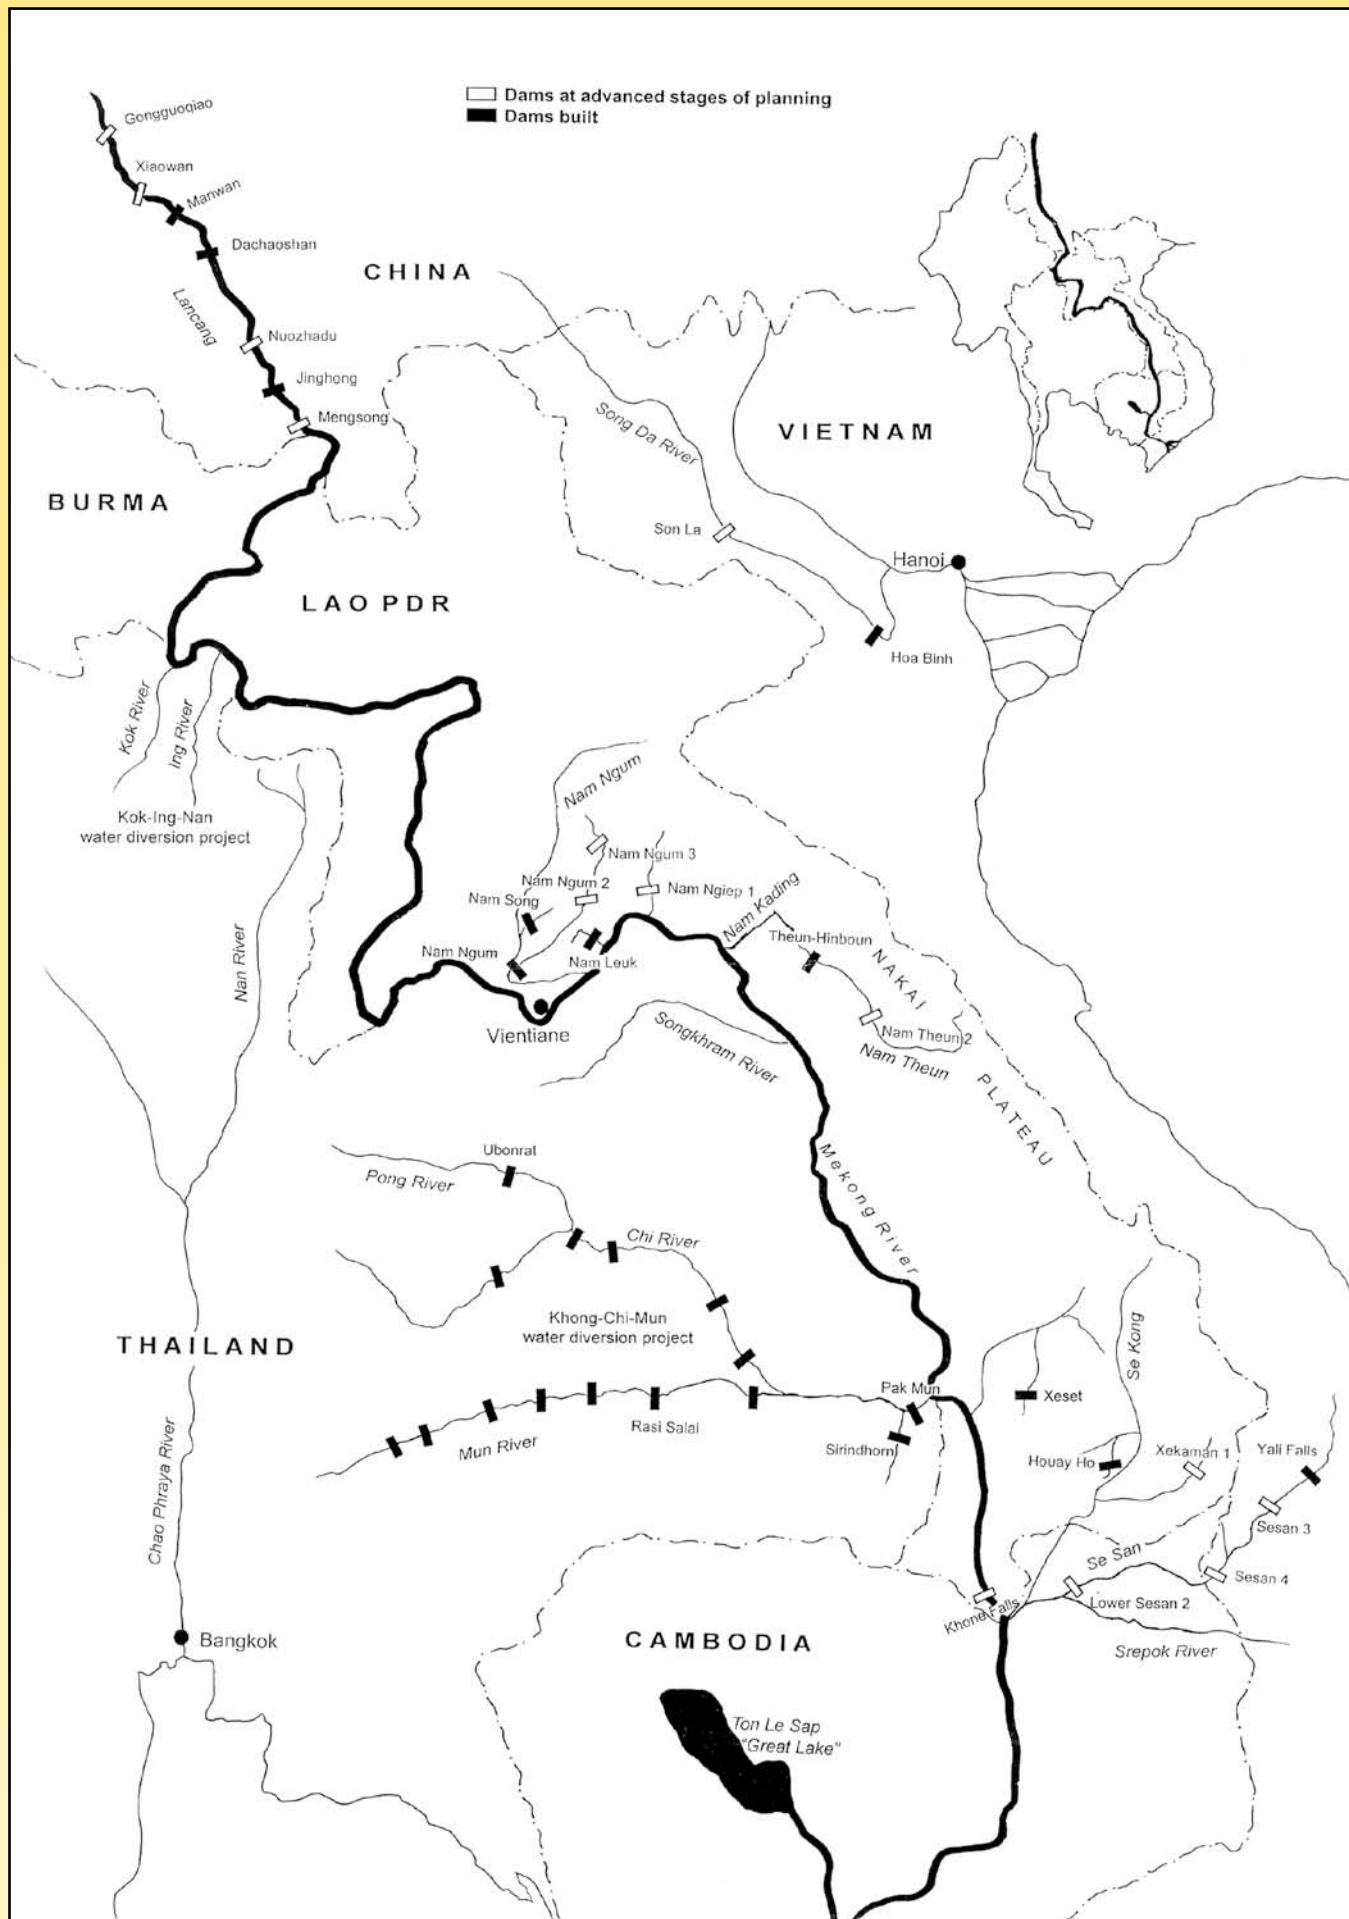 Dams at advanced stages of planning
Dams built
Gongguoqiao
Xiaowan
Manwan
Dachaoshan
CHINA
Lancang
Nuozhadu
Jinghong
Mengsong
Song Da River
VIETNAM
BURMA
Son La
Hanoi
LAO PDR
Hoa Binh
Kok River
Ing River
Kok-Ing-Nan
water diversion project
Nam Ngum
Nam Ngum 3
Nam Ngum 2
Nam Ngiep 1
Nam Song
Nam Kading
Theun-Hinboun
Nam Ngum
Nam Leuk
NAKAI
Nan River
Vientiane
Songkhram River
Nam Theun 2
Nam Theun
PLATEAU
Ubonrat
Pong River
Mekong River
Chi River
Khong-Chi-Mun
water diversion project
THAILAND
Se Kong
Pak Mun
Xeset
Rasi Salai
Mun River
Sirindhorn
Houay Ho
Xekaman 1
Yali Falls
Chao Phraya River
Sesan 3
Se San
Sesan 4
Khone Falls
Lower Sesan 2
Bangkok
CAMBODIA
Srepok River
Ton Le Sap
"Great Lake"